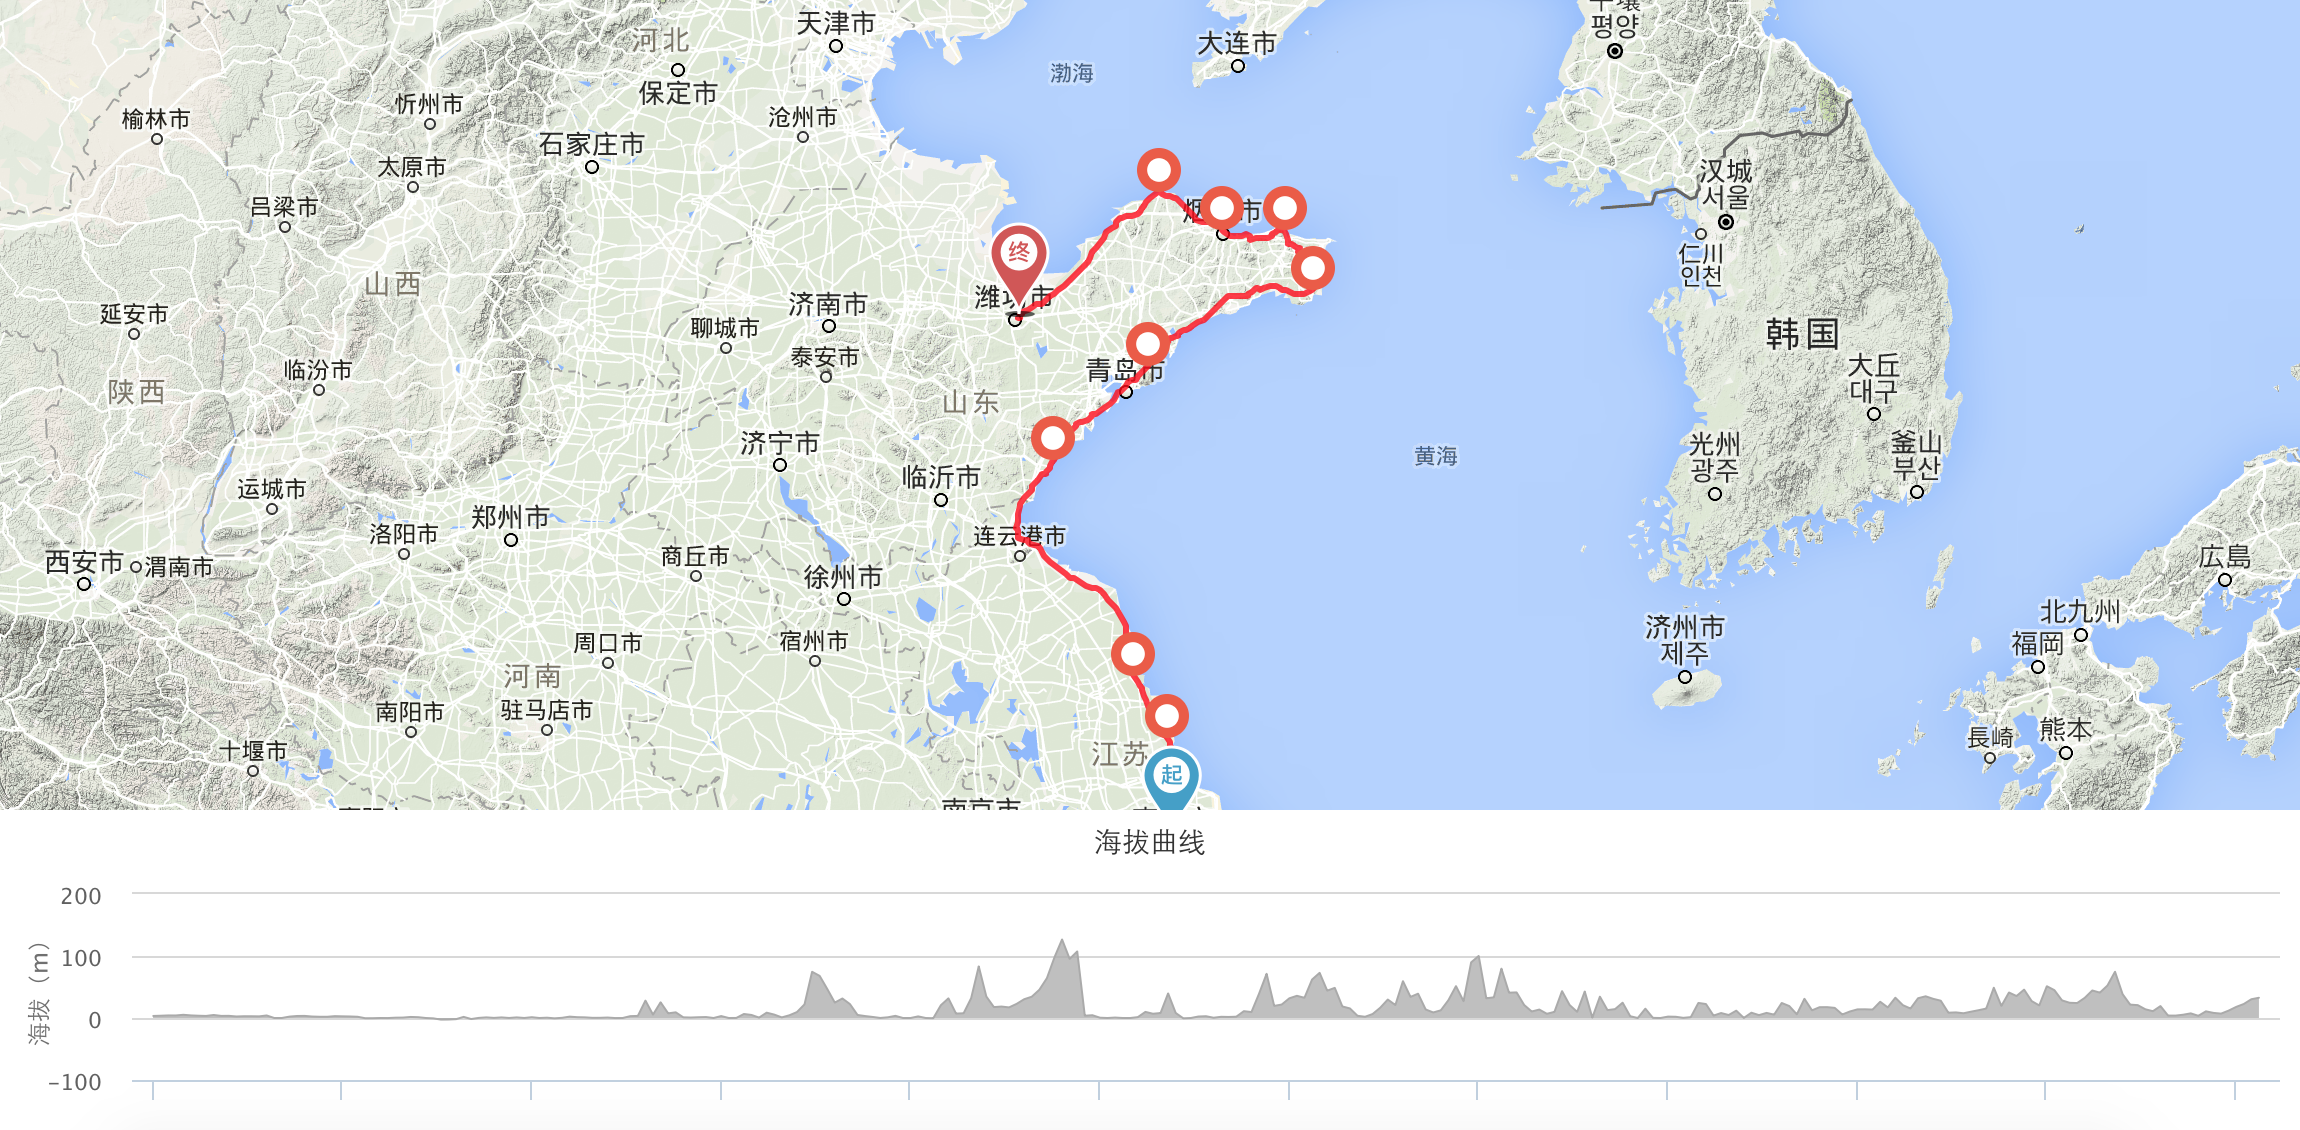 天津市
河北
大连市
平壤
평양
渤海
保定市
忻州市
沧州市
榆林市
石家庄市
太原市
汉城
서울
吕梁市
烟 市
仁川
인천
终
山西
潍坊市
济南市
延安市
聊城市
韩国
泰安市
临汾市
青岛市
大丘
대구
陕西
山东
济宁市
光州
광주
釜山
부산
黄海
临沂市
运城市
郑州市
洛阳市
连云港市
西安市
渭南市
商丘市
徐州市
広島
北九州
济州市
제주
周口市
宿州市
福岡
河南
南阳市
驻马店市
熊本
長崎
十堰市
江苏
起
南京市
海拔曲线
200
100
0
-100
海拔（m）